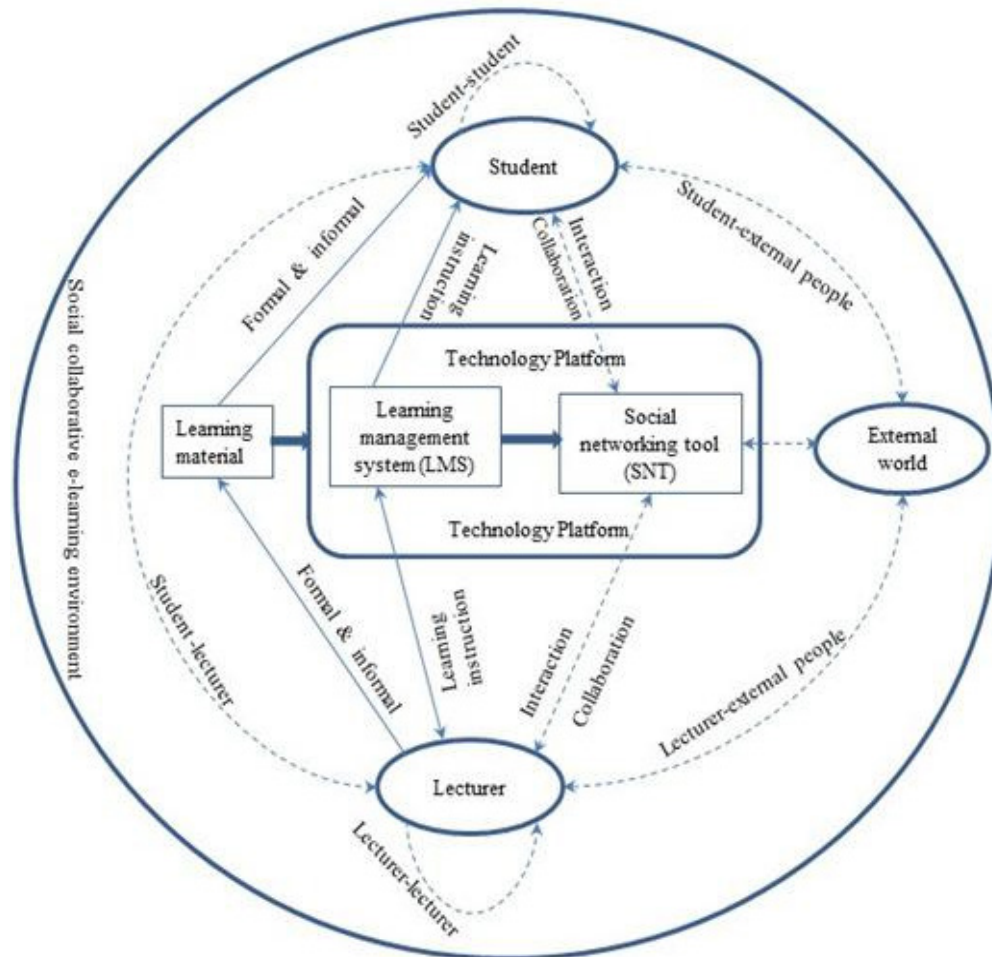 Student-student
Student
Student-external people
Formal & informal
Learning
instruction
Interaction
Collaboration
Social collaborative e-learning environment
Technology Platform
Learning
material
Learning
management
system (LMS)
Social
networking tool
(SNT)
External
world
Technology Platform
Student -lecturer
Formal & informal
Learning
instruction
Interaction
Collaboration
Lecturer-external people
Lecturer
Lecturer-lecturer